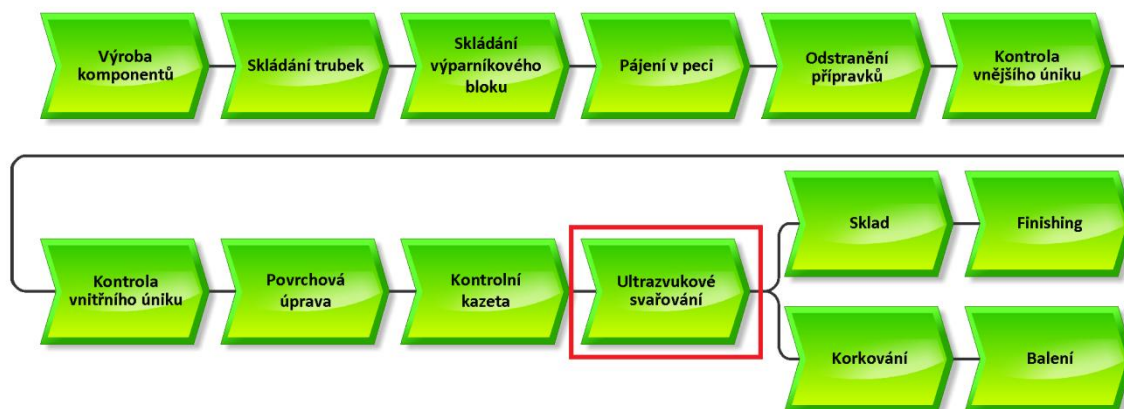 Výroba
komponentů
Skládání trubek
Skládání
výparníkového
bloku
Pájení v peci
Odstranění
přípravků
Kontrola
vnějšího úniku
Kontrola
vnitřního úniku
Povrchová
úprava
Kontrolní
kazeta
Ultrazvukové
svařování
Sklad
Finishing
Korkování
Balení